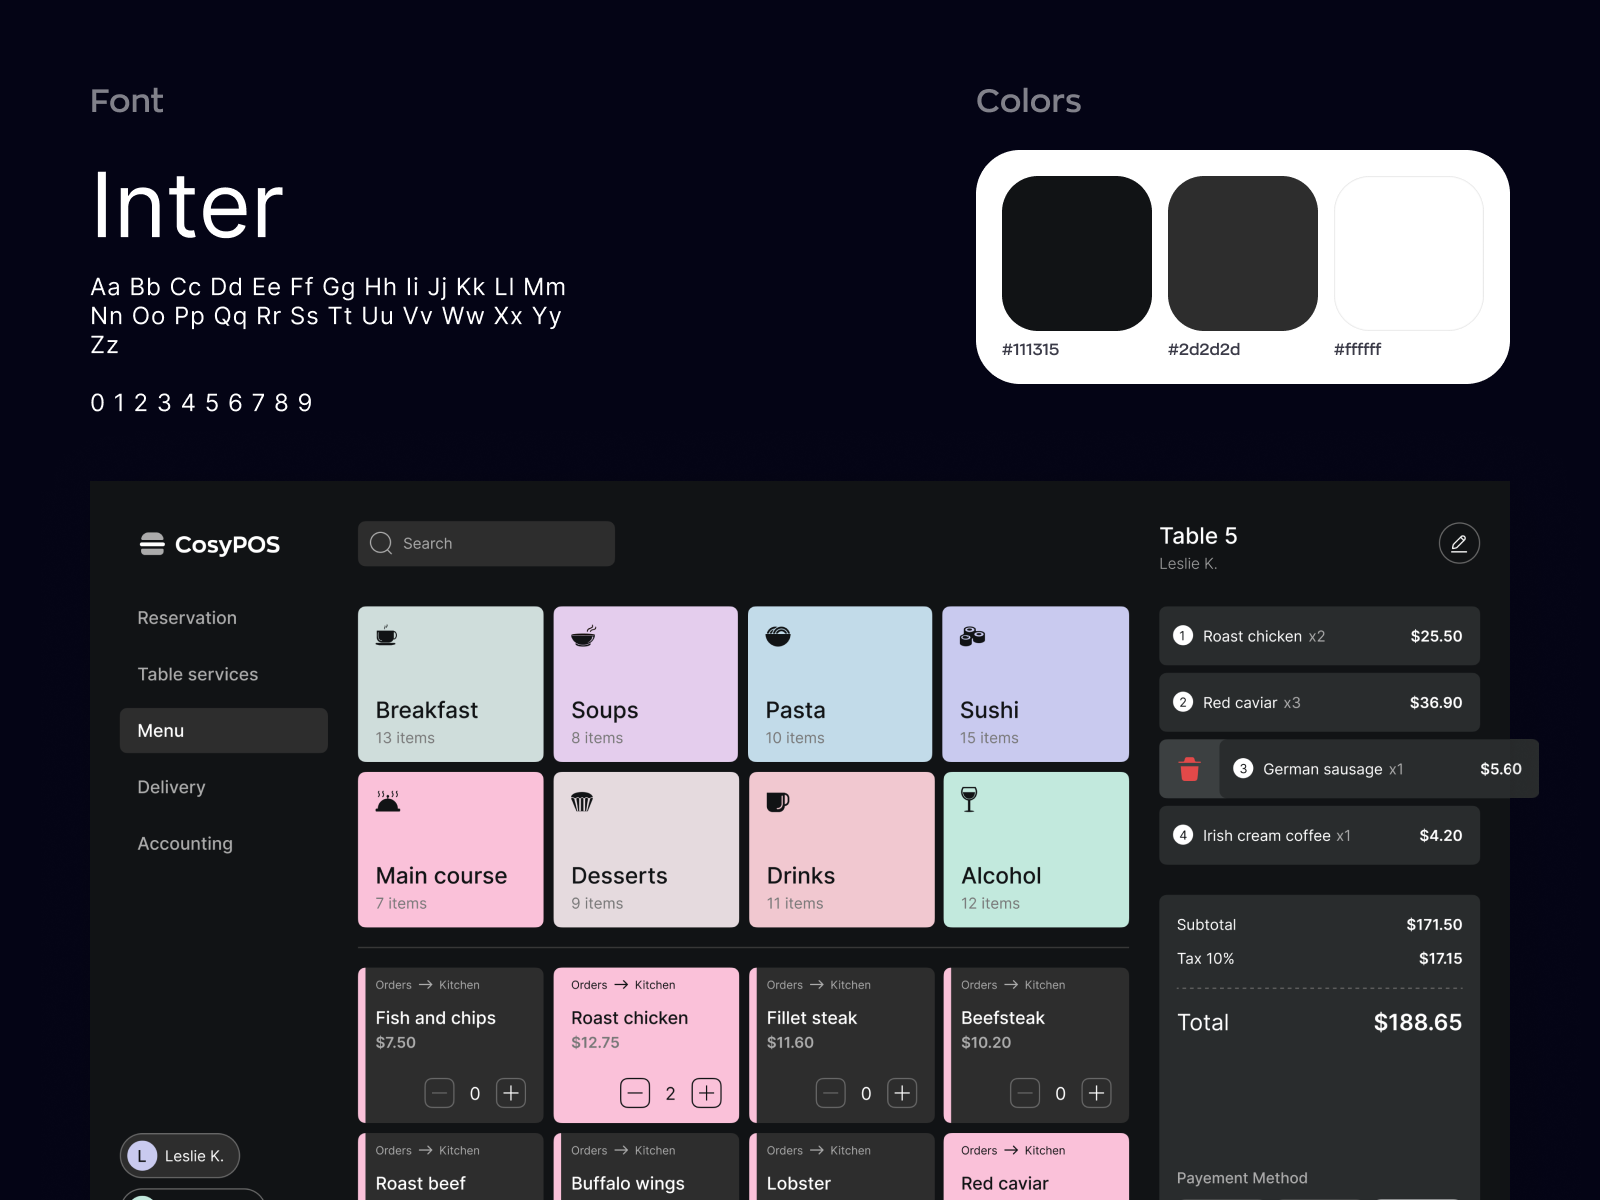 Font
Inter
Aa Bb Cc Dd Ee Ff Gg Hh Ii Jj Kk Ll Mm
Nn Oo Pp Qq Rr Ss Tt Uu Vv Ww Xx Yy
Zz
0 1 2 3 4 5 6 7 8 9
Colors
#111315
#2d2d2d
#ffffff
CosyPOS
Search
Reservation
Table services
Menu
Delivery
Accounting
L Leslie K.
Breakfast
13 items
Soups
8 items
Pasta
10 items
Sushi
15 items
Main course
7 items
Desserts
9 items
Drinks
11 items
Alcohol
12 items
Orders → Kitchen
Fish and chips
$7.50
0
Orders → Kitchen
Roast chicken
$12.75
2
Orders → Kitchen
Fillet steak
$11.60
0
Orders → Kitchen
Beefsteak
$10.20
0
Orders → Kitchen
Roast beef
Orders → Kitchen
Buffalo wings
Orders → Kitchen
Lobster
Orders → Kitchen
Red caviar
Table 5
Leslie K.
1 Roast chicken x2 $25.50
2 Red caviar x3 $36.90
3 German sausage x1 $5.60
4 Irish cream coffee x1 $4.20
Subtotal $171.50
Tax 10% $17.15
Total $188.65
Payement Method